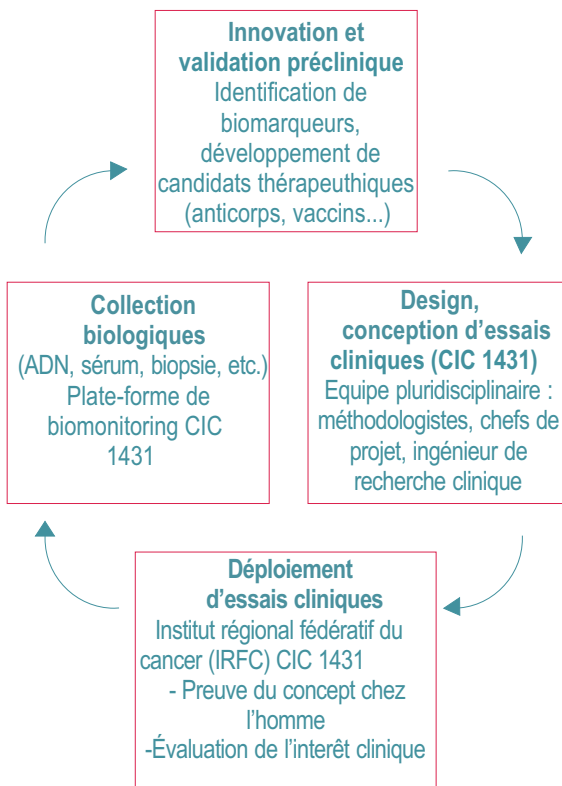 Innovation et
validation préclinique
Identification de
biomarqueurs,
développement de
candidats thérapeuthiques
(anticorps, vaccins...)
Design,
conception d'essais
cliniques (CIC 1431)
Equipe pluridisciplinaire :
méthodologistes, chefs de
projet, ingénieur de
recherche clinique
Déploiement
d'essais cliniques
Institut régional fédératif du
cancer (IRFC) CIC 1431
- Preuve du concept chez
l'homme
-Évaluation de l'interêt clinique
Collection
biologiques
(ADN, sérum, biopsie, etc.)
Plate-forme de
biomonitoring CIC
1431